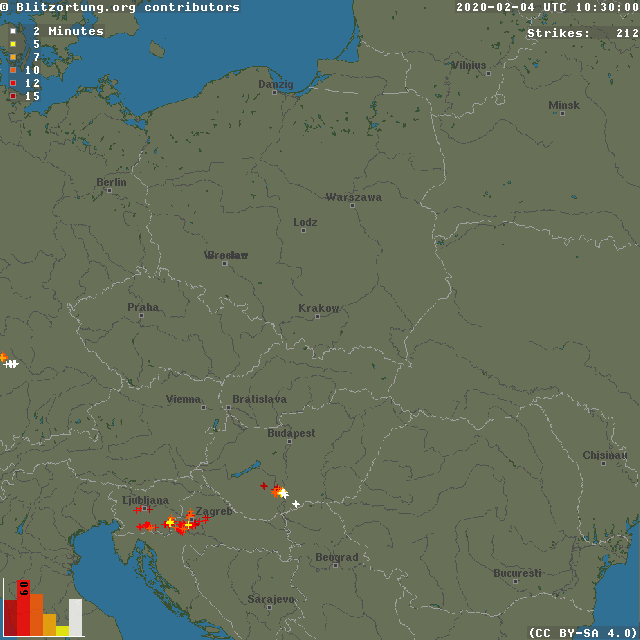 © Blitzortung.org contributors
2020-02-04 UTC 10:30:00
2 Minutes
Strikes: 212
5
7
10
12
15
Vilnius
Danzig
Minsk
Berlin
Warszawa
Lodz
Praha
Krakow
Vienna
Bratislava
Budapest
Chisinau
Ljubljana
Zagreb
Beograd
Bucuresti
60
Sarajevo
(CC BY-SA 4.0)